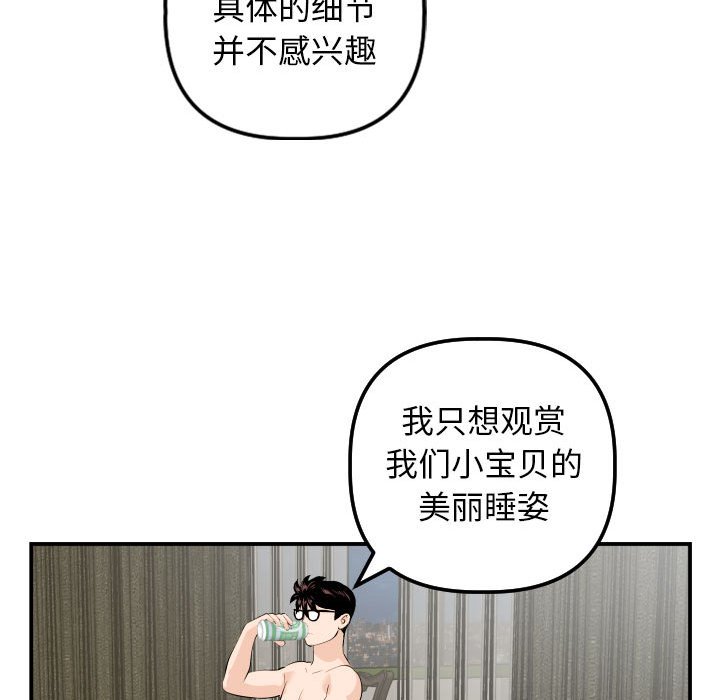 具体的细节
并不感兴趣
我只想观赏
我们小宝贝的
美丽睡姿